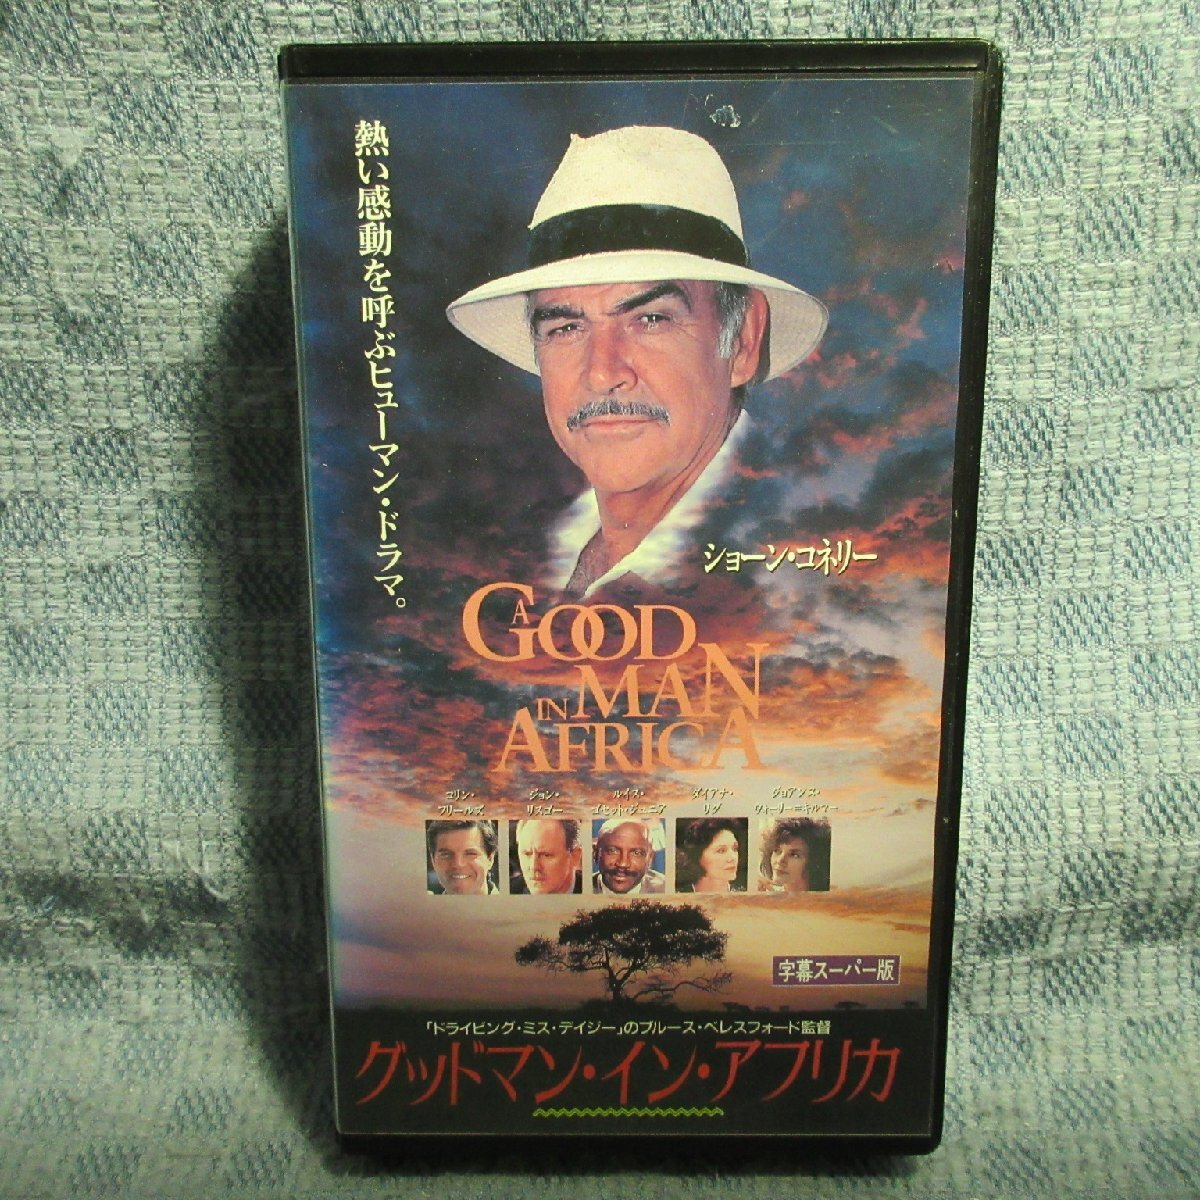 熱い感動を呼ぶヒューマン・ドラマ。
ショーン・コネリー
A GOOD
MAN
IN
AFRICA
コリン・
フリールズ
ジョン・
リスゴー
ルイス・
ゴセット・ジュニア
ダイアナ・
リグ
ジョアンヌ・
ウォーリー=キルマー
字幕スーパー版
「ドライビング・ミス・デイジー」のブルース・ベレスフォード監督
グッドマン・イン・アフリカ